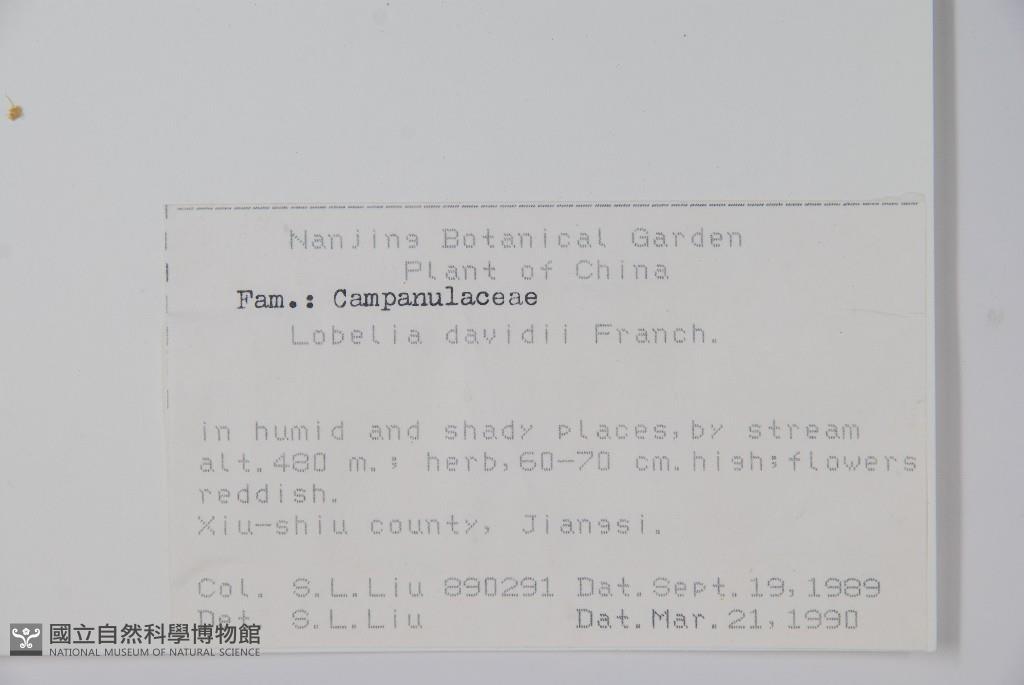 Nanjing Botanical Garden
Plant of China
Fam.: Campanulaceae
Lobelia davidii Franch.
in humid and shady places, by stream
alt. 480 m.; herb, 60-70 cm. high; flowers
reddish.
Xiu-shiu county, Jiangsi.
Col. S.L.Liu 890291 Dat. Sept. 19, 1989
Det. S.L.Liu Dat. Mar. 21, 1990
國立自然科學博物館
NATIONAL MUSEUM OF NATURAL SCIENCE